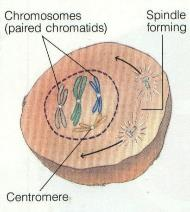 Chromosomes
(paired chromatids)
Spindle
forming
Centromere